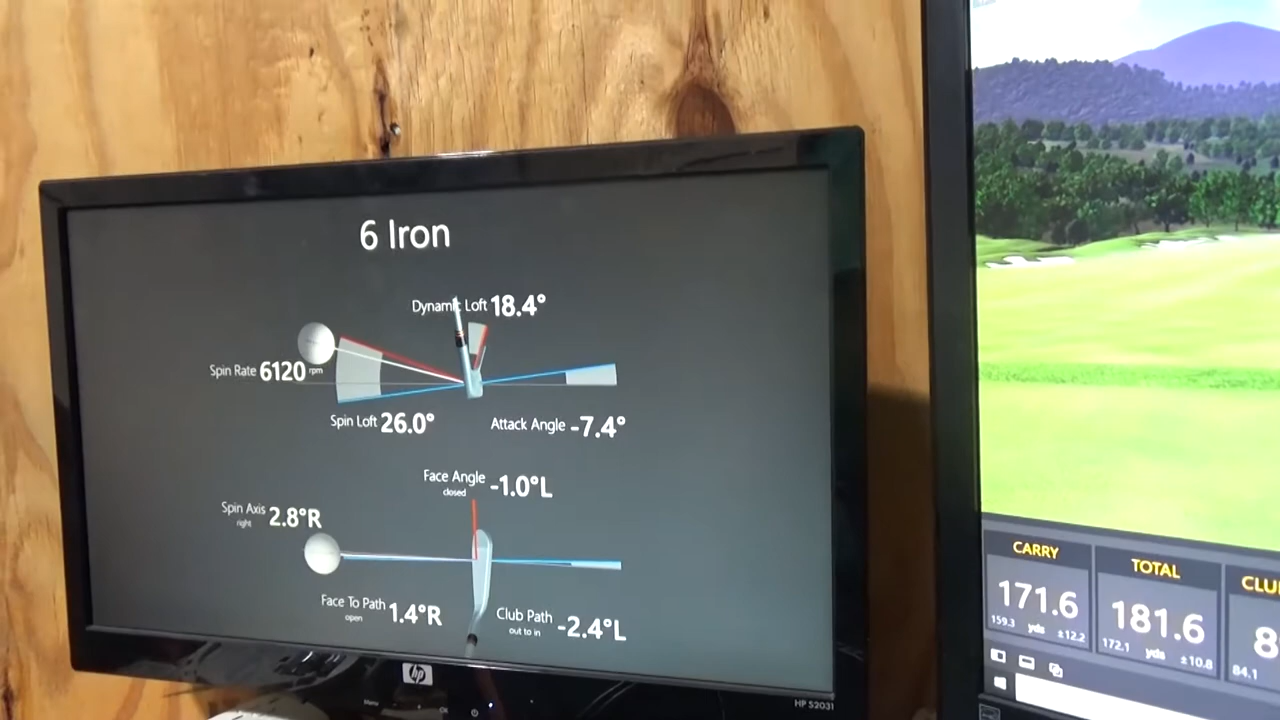 6 Iron
Dynamic Loft 18.4°
Spin Rate 6120 rpm
Spin Loft 26.0°
Attack Angle -7.4°
Face Angle -1.0°L
closed
Spin Axis 2.8°R
right
Face To Path 1.4°R
open
Club Path -2.4°L
out to in
hp
Menu
HP S2031
CARRY
171.6
159.3 yds ±12.2
TOTAL
181.6
172.1 yds ±10.8
CLU
8
84.1